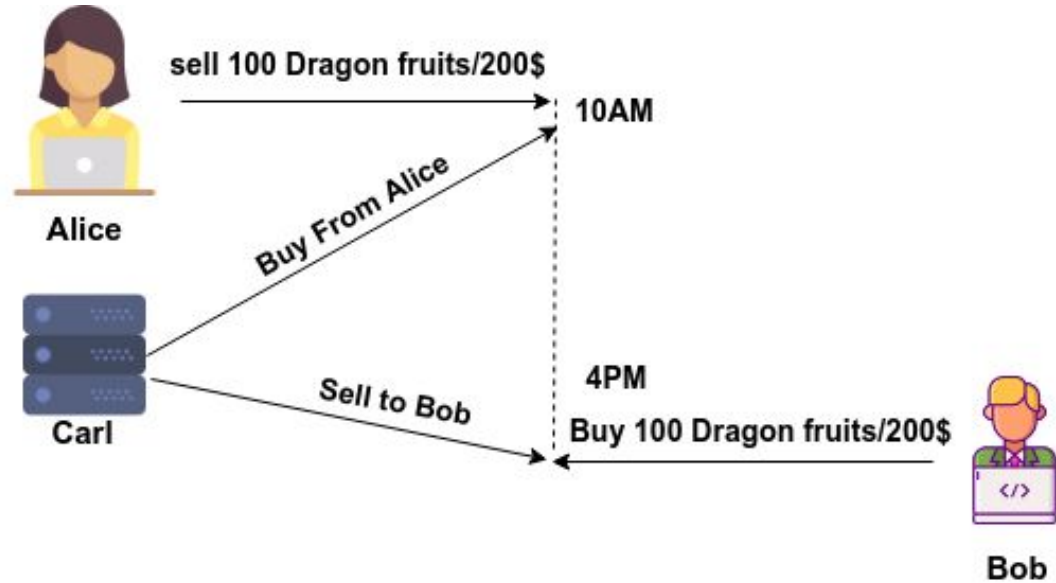 sell 100 Dragon fruits/200$
10AM
Buy From Alice
Alice
Sell to Bob
4PM
Carl
Buy 100 Dragon fruits/200$
</>
Bob